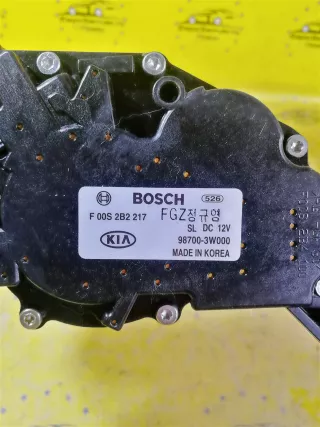 BOSCH 526
F 00S 2B2 217 FGZ정규영
SL DC 12V
KIA 98700-3W000
MADE IN KOREA